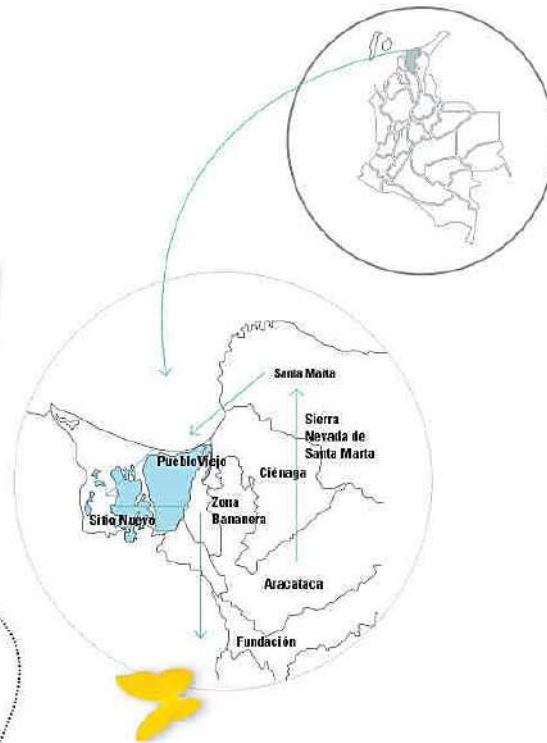 Santa Marta
Sierra
Nevada de
Santa Marta
PuebloViejo
Ciénaga
Zona
Bananera
Sitio Nuevo
Aracataca
Fundación